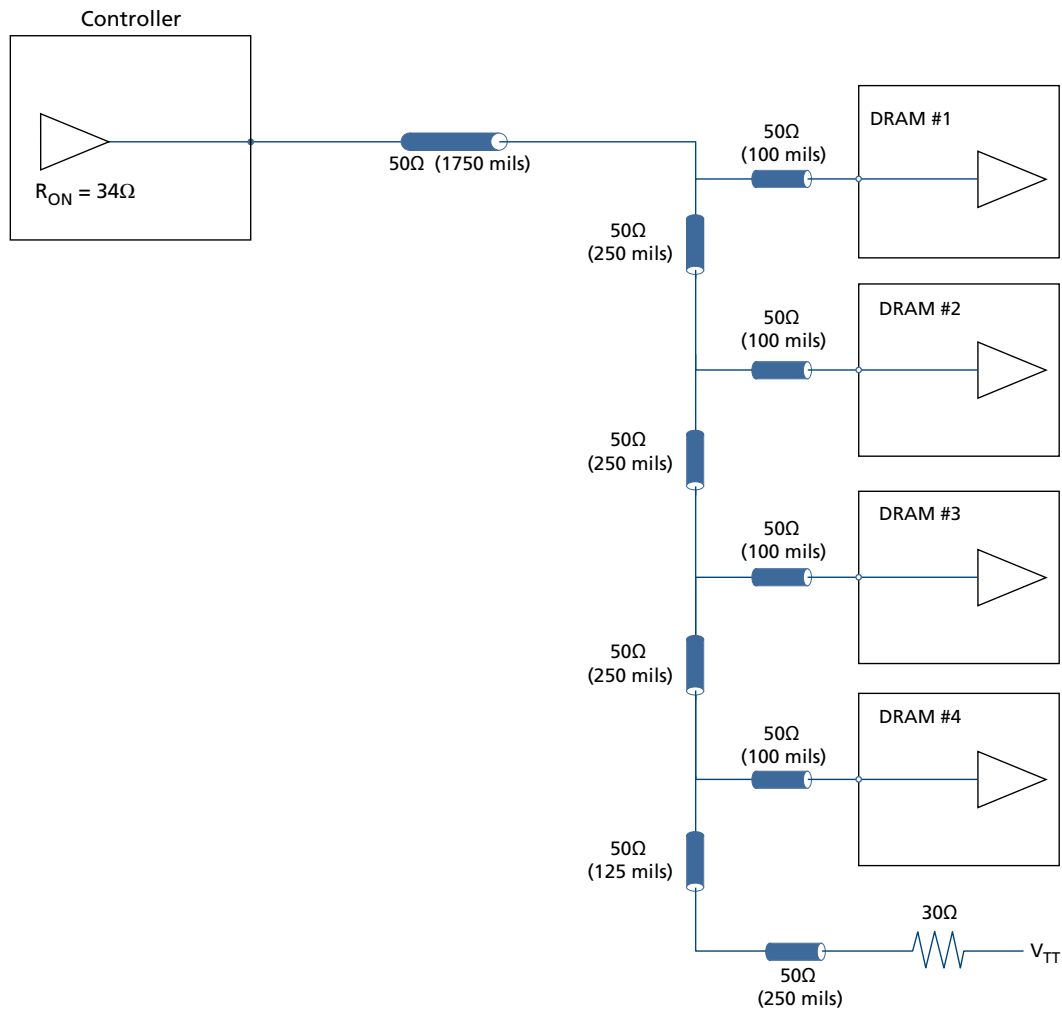 Controller
R_ON = 34Ω
50Ω (1750 mils)
50Ω
(100 mils)
DRAM #1
50Ω
(250 mils)
50Ω
(100 mils)
DRAM #2
50Ω
(250 mils)
50Ω
(100 mils)
DRAM #3
50Ω
(250 mils)
50Ω
(100 mils)
DRAM #4
50Ω
(125 mils)
30Ω
V_TT
50Ω
(250 mils)